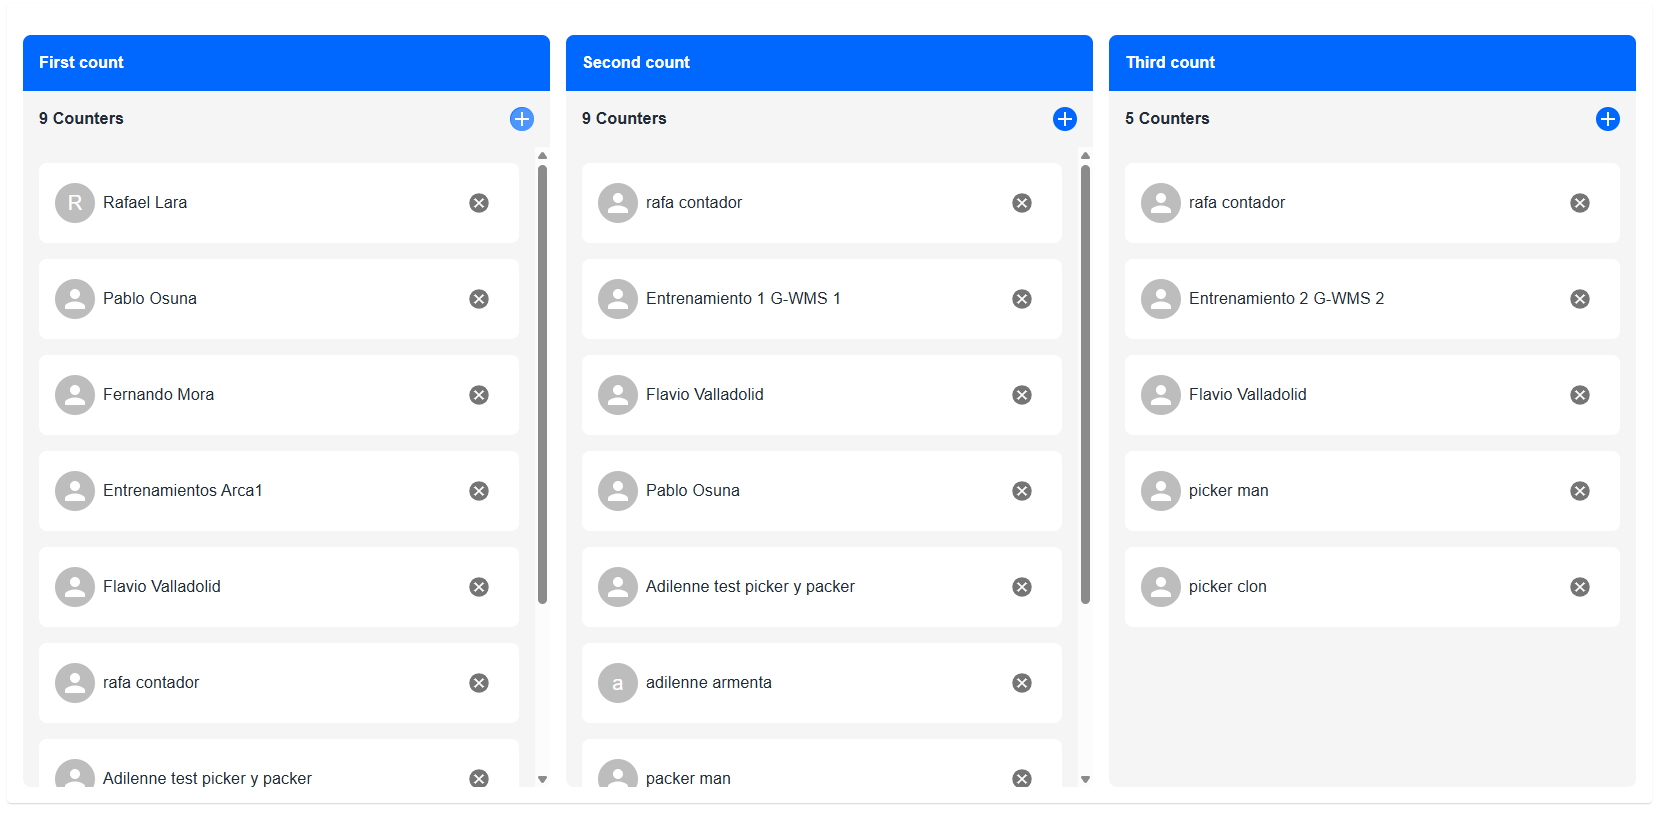 First count
9 Counters
R
Rafael Lara
Pablo Osuna
Fernando Mora
Entrenamientos Arca1
Flavio Valladolid
rafa contador
Adilenne test picker y packer
Second count
9 Counters
rafa contador
Entrenamiento 1 G-WMS 1
Flavio Valladolid
Pablo Osuna
Adilenne test picker y packer
a
adilenne armenta
packer man
Third count
5 Counters
rafa contador
Entrenamiento 2 G-WMS 2
Flavio Valladolid
picker man
picker clon